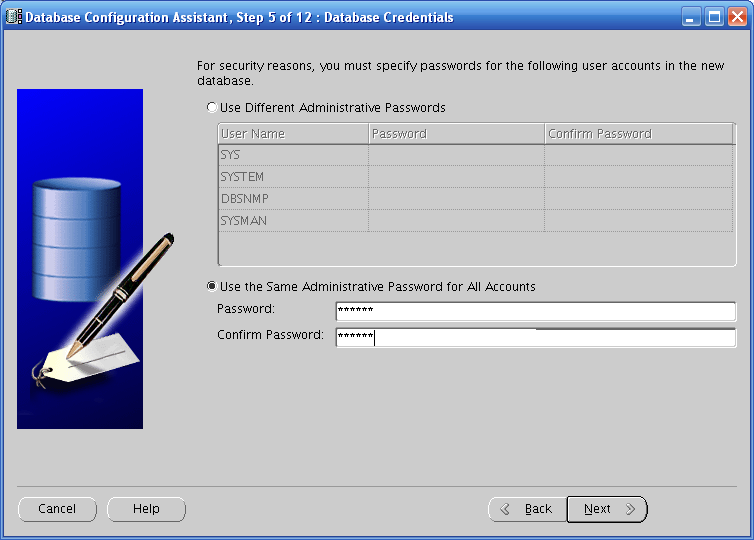 Database Configuration Assistant, Step 5 of 12 : Database Credentials
For security reasons, you must specify passwords for the following user accounts in the new
database.
Use Different Administrative Passwords
User Name Password Confirm Password
SYS
SYSTEM
DBSNMP
SYSMAN
Use the Same Administrative Password for All Accounts
Password: ******
Confirm Password: ******
Cancel Help Back Next